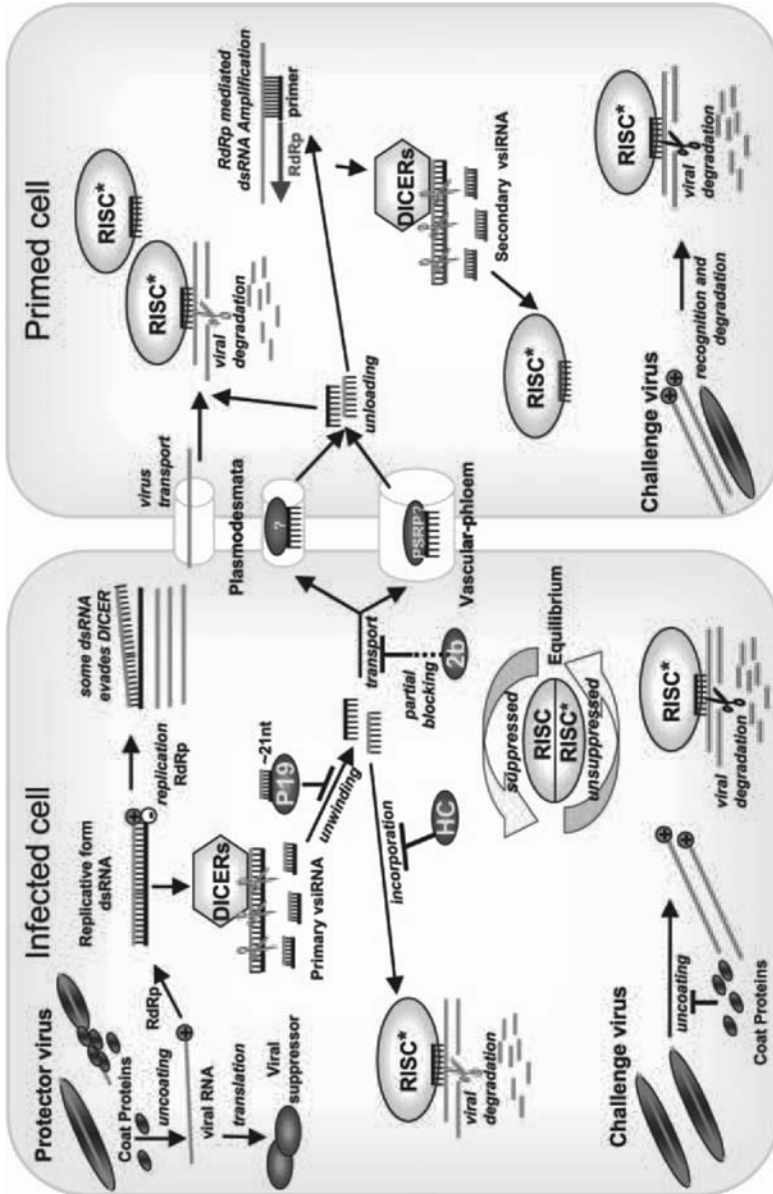 Infected cell
Protector virus
Coat Proteins
uncoating
viral RNA
translation
Viral
suppressor
RdRp
Replicative form
dsRNA
replication
RdRp
some dsRNA
evades DICER
DICERs
Primary vsiRNA
P19
~21nt
unwinding
transport
partial
blocking
2b
incorporation
HC
RISC*
viral
degradation
suppressed
RISC
RISC*
unsuppressed
Equilibrium
Challenge virus
uncoating
Coat Proteins
RISC*
viral
degradation
virus
transport
Plasmodesmata
?
PSRP?
Vascular-phloem
Primed cell
unloading
RISC*
RISC*
viral
degradation
RdRp mediated
dsRNA Amplification
primer
RdRp
DICERs
Secondary vsiRNA
RISC*
Challenge virus
recognition and
degradation
RISC*
viral
degradation